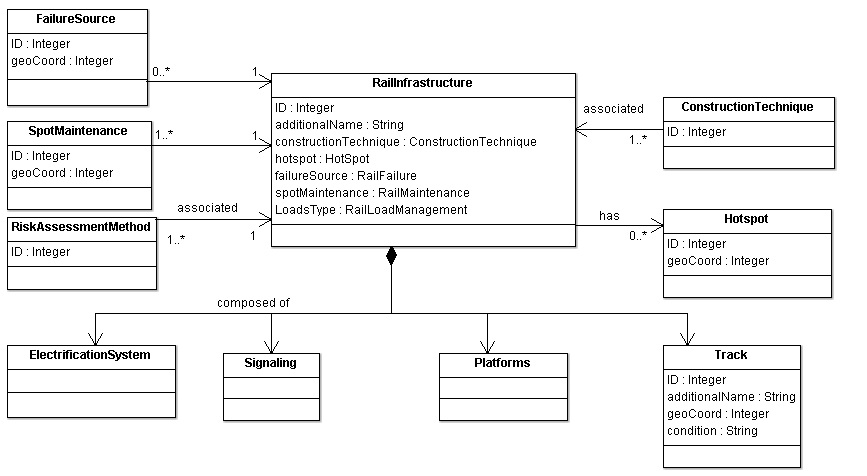 FailureSource
ID : Integer
geoCoord : Integer
0..*
1
SpotMaintenance
ID : Integer
geoCoord : Integer
1..*
1
RiskAssessmentMethod
ID : Integer
associated
1..*
1
RailInfrastructure
ID : Integer
additionalName : String
constructionTechnique : ConstructionTechnique
hotspot : HotSpot
failureSource : RailFailure
spotMaintenance : RailMaintenance
LoadsType : RailLoadManagement
associated
1..*
ConstructionTechnique
ID : Integer
has
0..*
Hotspot
ID : Integer
geoCoord : Integer
composed of
ElectrificationSystem
Signaling
Platforms
Track
ID : Integer
additionalName : String
geoCoord : Integer
condition : String